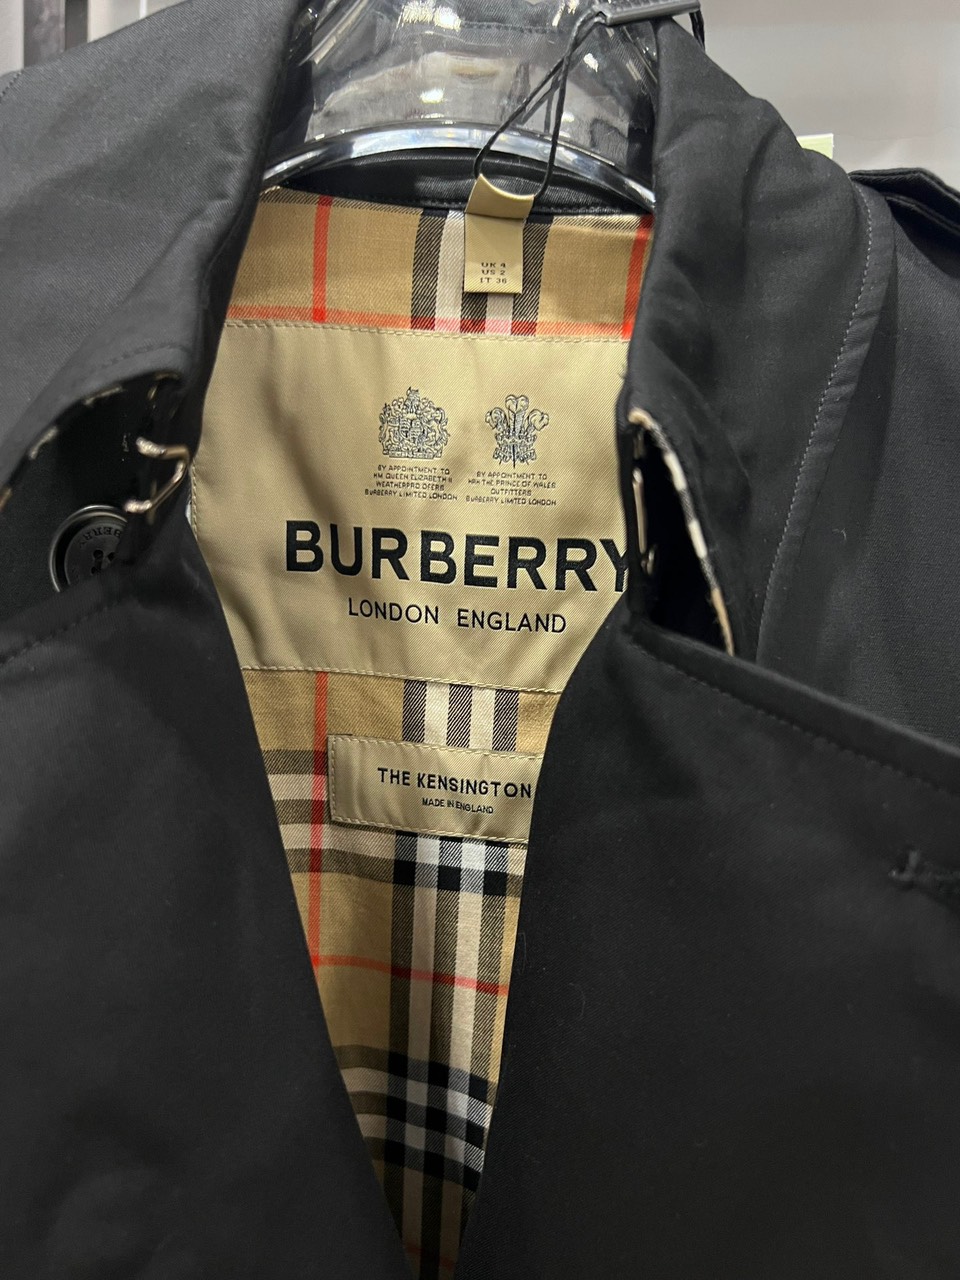 UK 4
US 2
IT 36
BY APPOINTMENT TO
HM QUEEN ELIZABETH II
WEATHERPROOFERS
BURBERRY LIMITED LONDON
BY APPOINTMENT TO
HRH THE PRINCE OF WALES
OUTFITTERS
BURBERRY LIMITED LONDON
BURBERRY
LONDON ENGLAND
THE KENSINGTON
MADE IN ENGLAND